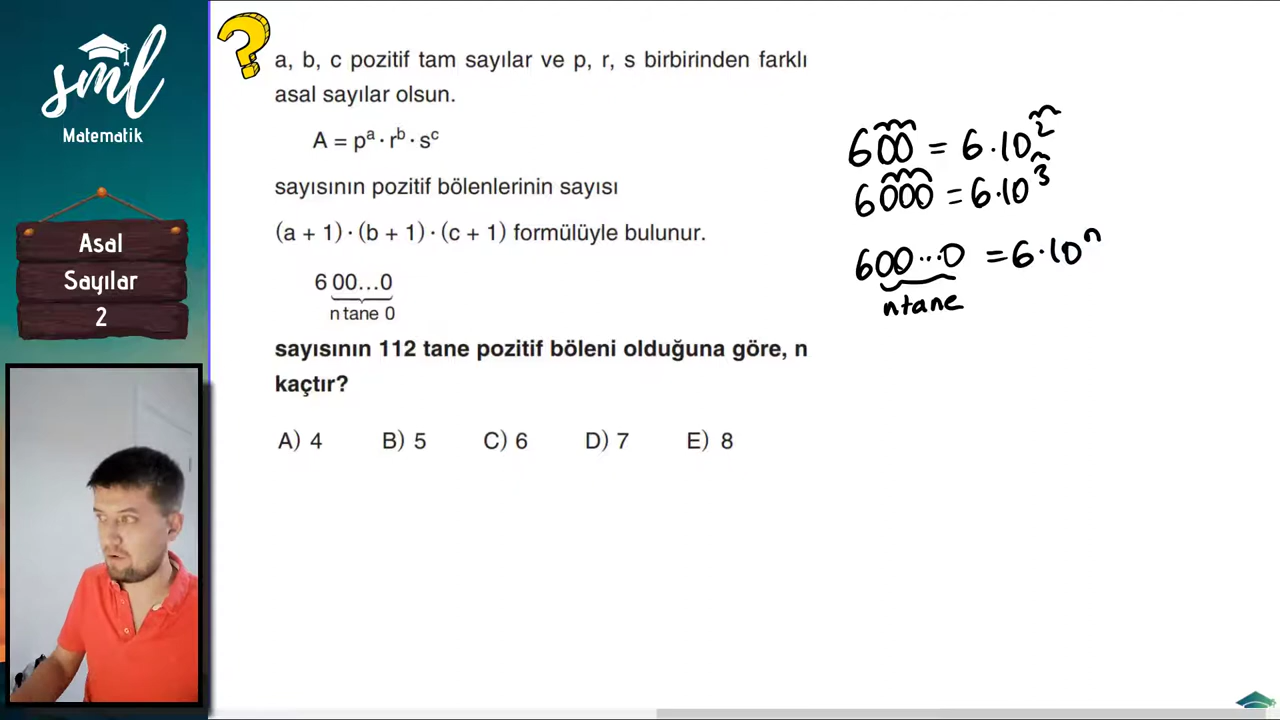 sml
Matematik
Asal
Sayılar
2
?
a, b, c pozitif tam sayılar ve p, r, s birbirinden farklı
asal sayılar olsun.
A = pᵃ · rᵇ · sᶜ
sayısının pozitif bölenlerinin sayısı
(a + 1) · (b + 1) · (c + 1) formülüyle bulunur.
6 00...0
n tane 0
sayısının 112 tane pozitif böleni olduğuna göre, n
kaçtır?
A) 4 B) 5 C) 6 D) 7 E) 8
600 = 6·10²
6000 = 6·10³
600...0 = 6·10ⁿ
n tane